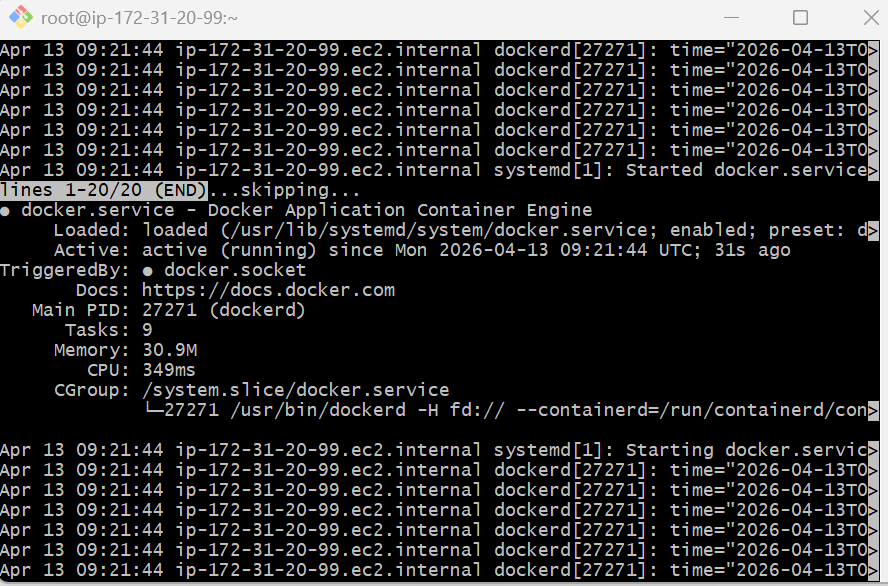 root@ip-172-31-20-99:~
Apr 13 09:21:44 ip-172-31-20-99.ec2.internal dockerd[27271]: time="2026-04-13T0>
Apr 13 09:21:44 ip-172-31-20-99.ec2.internal dockerd[27271]: time="2026-04-13T0>
Apr 13 09:21:44 ip-172-31-20-99.ec2.internal dockerd[27271]: time="2026-04-13T0>
Apr 13 09:21:44 ip-172-31-20-99.ec2.internal dockerd[27271]: time="2026-04-13T0>
Apr 13 09:21:44 ip-172-31-20-99.ec2.internal dockerd[27271]: time="2026-04-13T0>
Apr 13 09:21:44 ip-172-31-20-99.ec2.internal dockerd[27271]: time="2026-04-13T0>
Apr 13 09:21:44 ip-172-31-20-99.ec2.internal systemd[1]: Started docker.service>
lines 1-20/20 (END)...skipping...
● docker.service - Docker Application Container Engine
     Loaded: loaded (/usr/lib/systemd/system/docker.service; enabled; preset: d>
     Active: active (running) since Mon 2026-04-13 09:21:44 UTC; 31s ago
TriggeredBy: ● docker.socket
       Docs: https://docs.docker.com
   Main PID: 27271 (dockerd)
      Tasks: 9
     Memory: 30.9M
        CPU: 349ms
     CGroup: /system.slice/docker.service
             └─27271 /usr/bin/dockerd -H fd:// --containerd=/run/containerd/con>
Apr 13 09:21:44 ip-172-31-20-99.ec2.internal systemd[1]: Starting docker.servic>
Apr 13 09:21:44 ip-172-31-20-99.ec2.internal dockerd[27271]: time="2026-04-13T0>
Apr 13 09:21:44 ip-172-31-20-99.ec2.internal dockerd[27271]: time="2026-04-13T0>
Apr 13 09:21:44 ip-172-31-20-99.ec2.internal dockerd[27271]: time="2026-04-13T0>
Apr 13 09:21:44 ip-172-31-20-99.ec2.internal dockerd[27271]: time="2026-04-13T0>
Apr 13 09:21:44 ip-172-31-20-99.ec2.internal dockerd[27271]: time="2026-04-13T0>
Apr 13 09:21:44 ip-172-31-20-99.ec2.internal dockerd[27271]: time="2026-04-13T0>